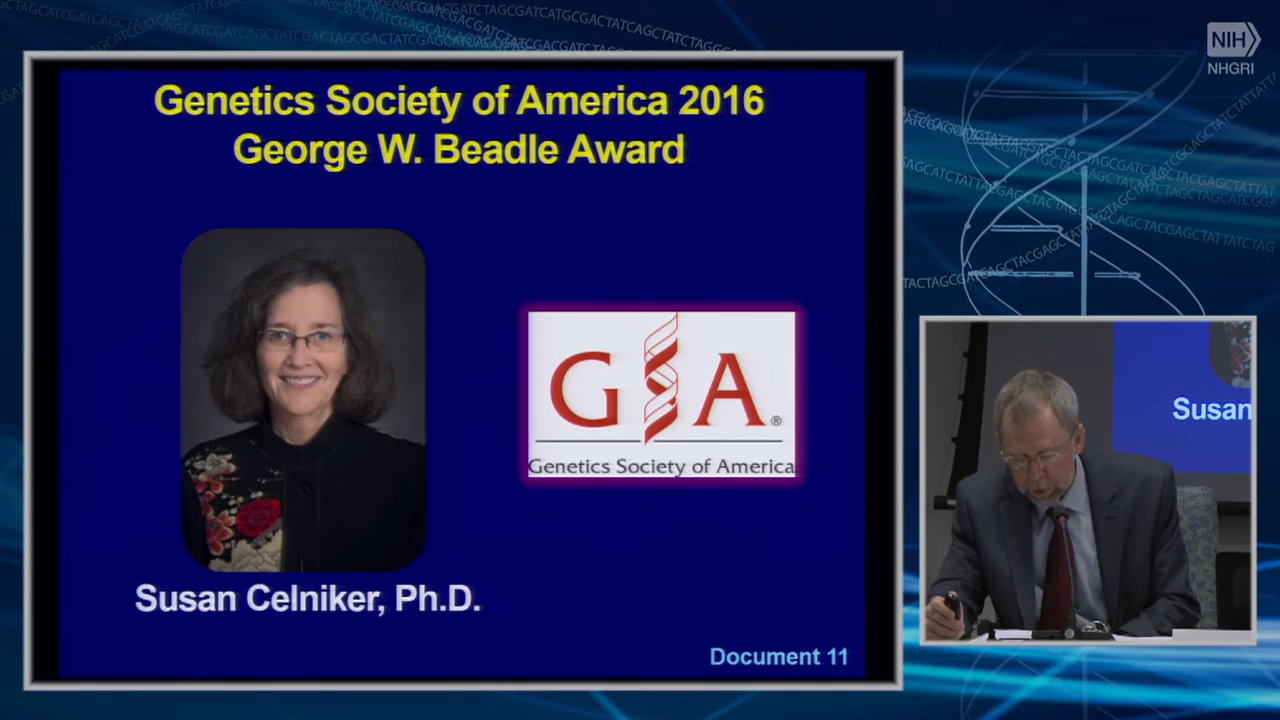 NIH
NHGRI
Genetics Society of America 2016
George W. Beadle Award
G A ®
Genetics Society of America
Susan Celniker, Ph.D.
Document 11
Susan